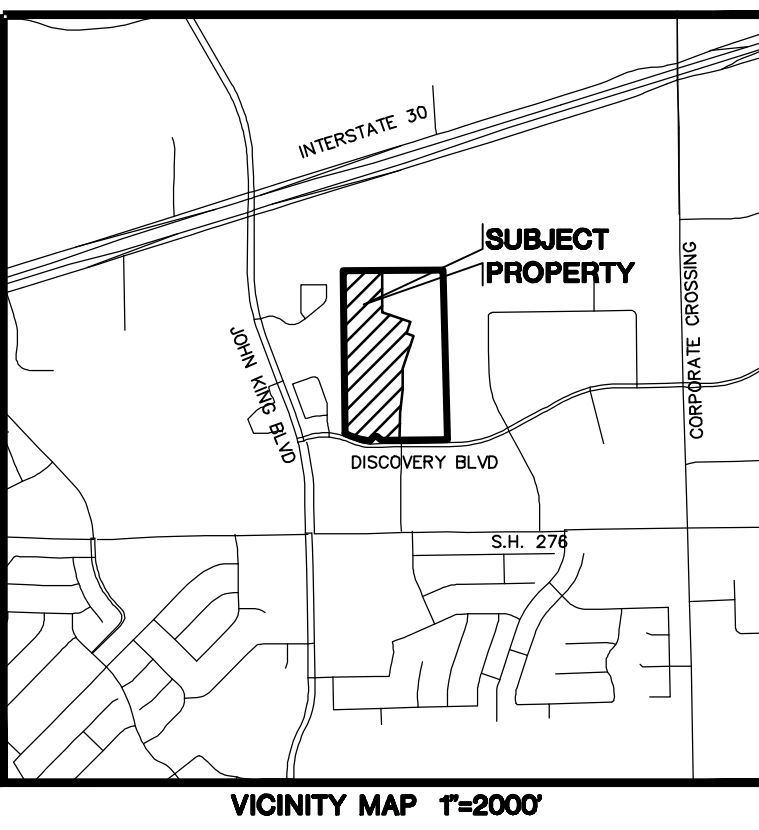 INTERSTATE 30
SUBJECT
PROPERTY
CORPORATE CROSSING
JOHN KING BLVD
DISCOVERY BLVD
S.H. 276
VICINITY MAP 1"=2000'